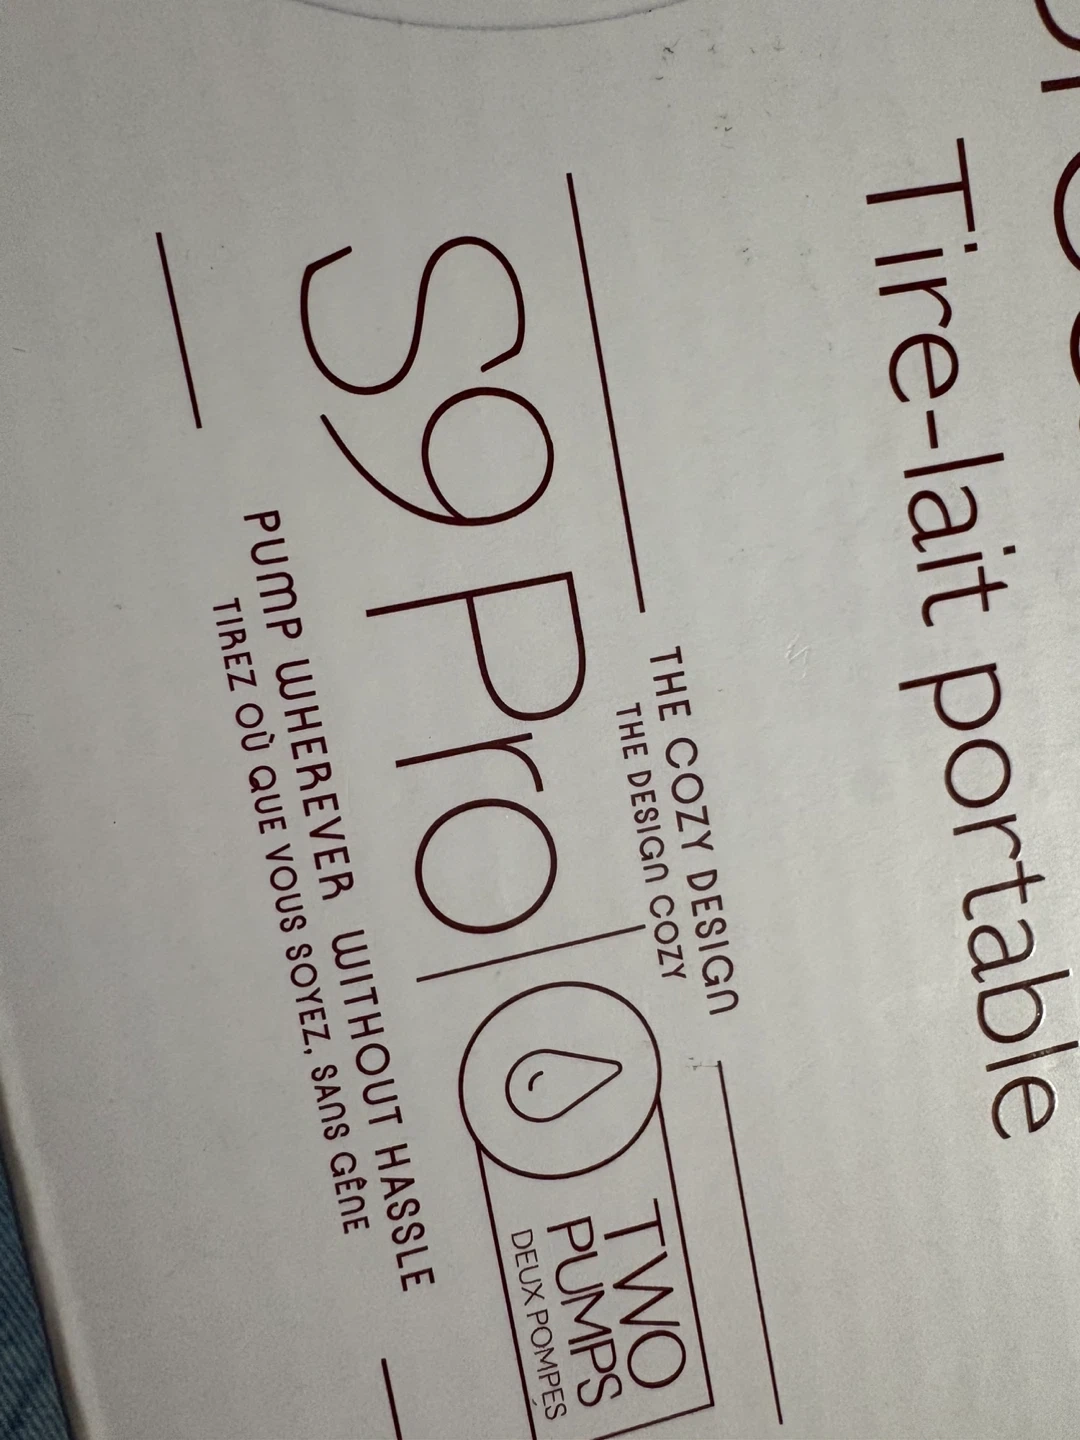 Tire-lait portable
THE COZY DESIGN
THE DESIGN COZY
S9 Pro
TWO
PUMPS
DEUX POMPES
PUMP WHEREVER WITHOUT HASSLE
TIREZ OÙ QUE VOUS SOYEZ, SANS GÊNE